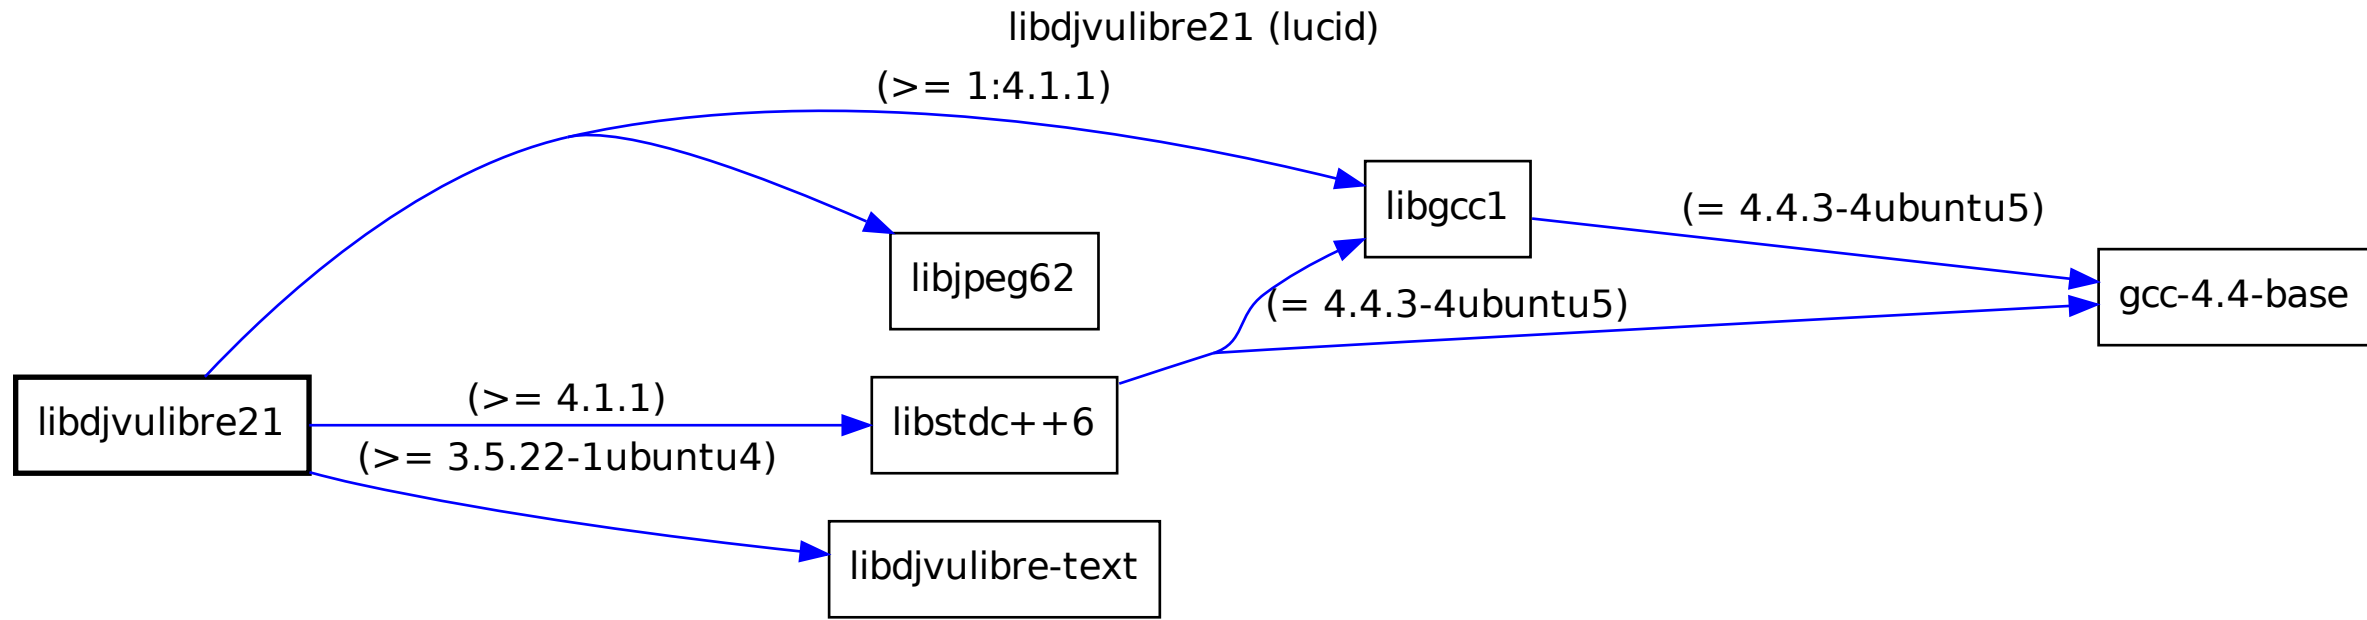 libdjvulibre21 (lucid)
(>= 1:4.1.1)
libgcc1
(= 4.4.3-4ubuntu5)
libjpeg62
(= 4.4.3-4ubuntu5)
gcc-4.4-base
libdjvulibre21
(>= 4.1.1)
libstdc++6
(>= 3.5.22-1ubuntu4)
libdjvulibre-text